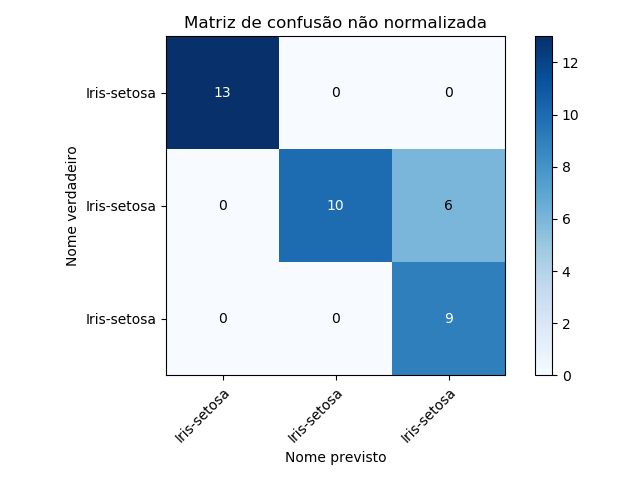 Matriz de confusão não normalizada
Nome verdadeiro
Iris-setosa 13 0 0
Iris-setosa 0 10 6
Iris-setosa 0 0 9
Iris-setosa Iris-setosa Iris-setosa
Nome previsto
12
10
8
6
4
2
0